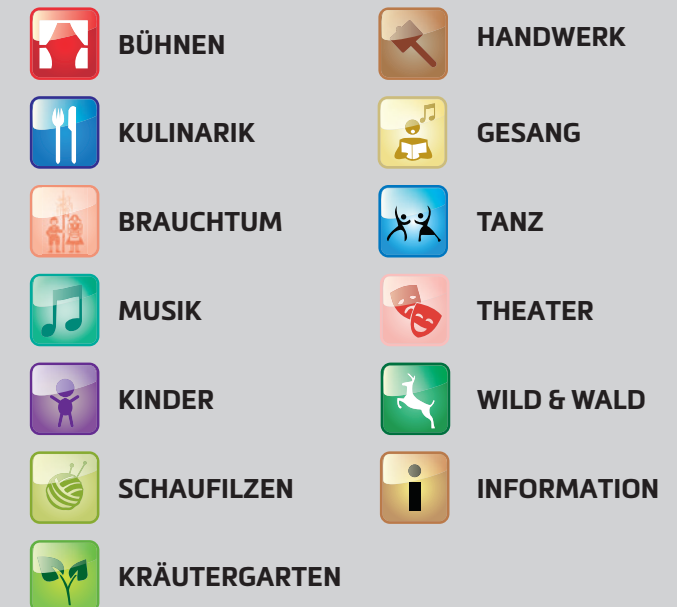 BÜHNEN
KULINARIK
BRAUCHTUM
MUSIK
KINDER
SCHAUFILZEN
KRÄUTERGARTEN
HANDWERK
GESANG
TANZ
THEATER
WILD & WALD
INFORMATION